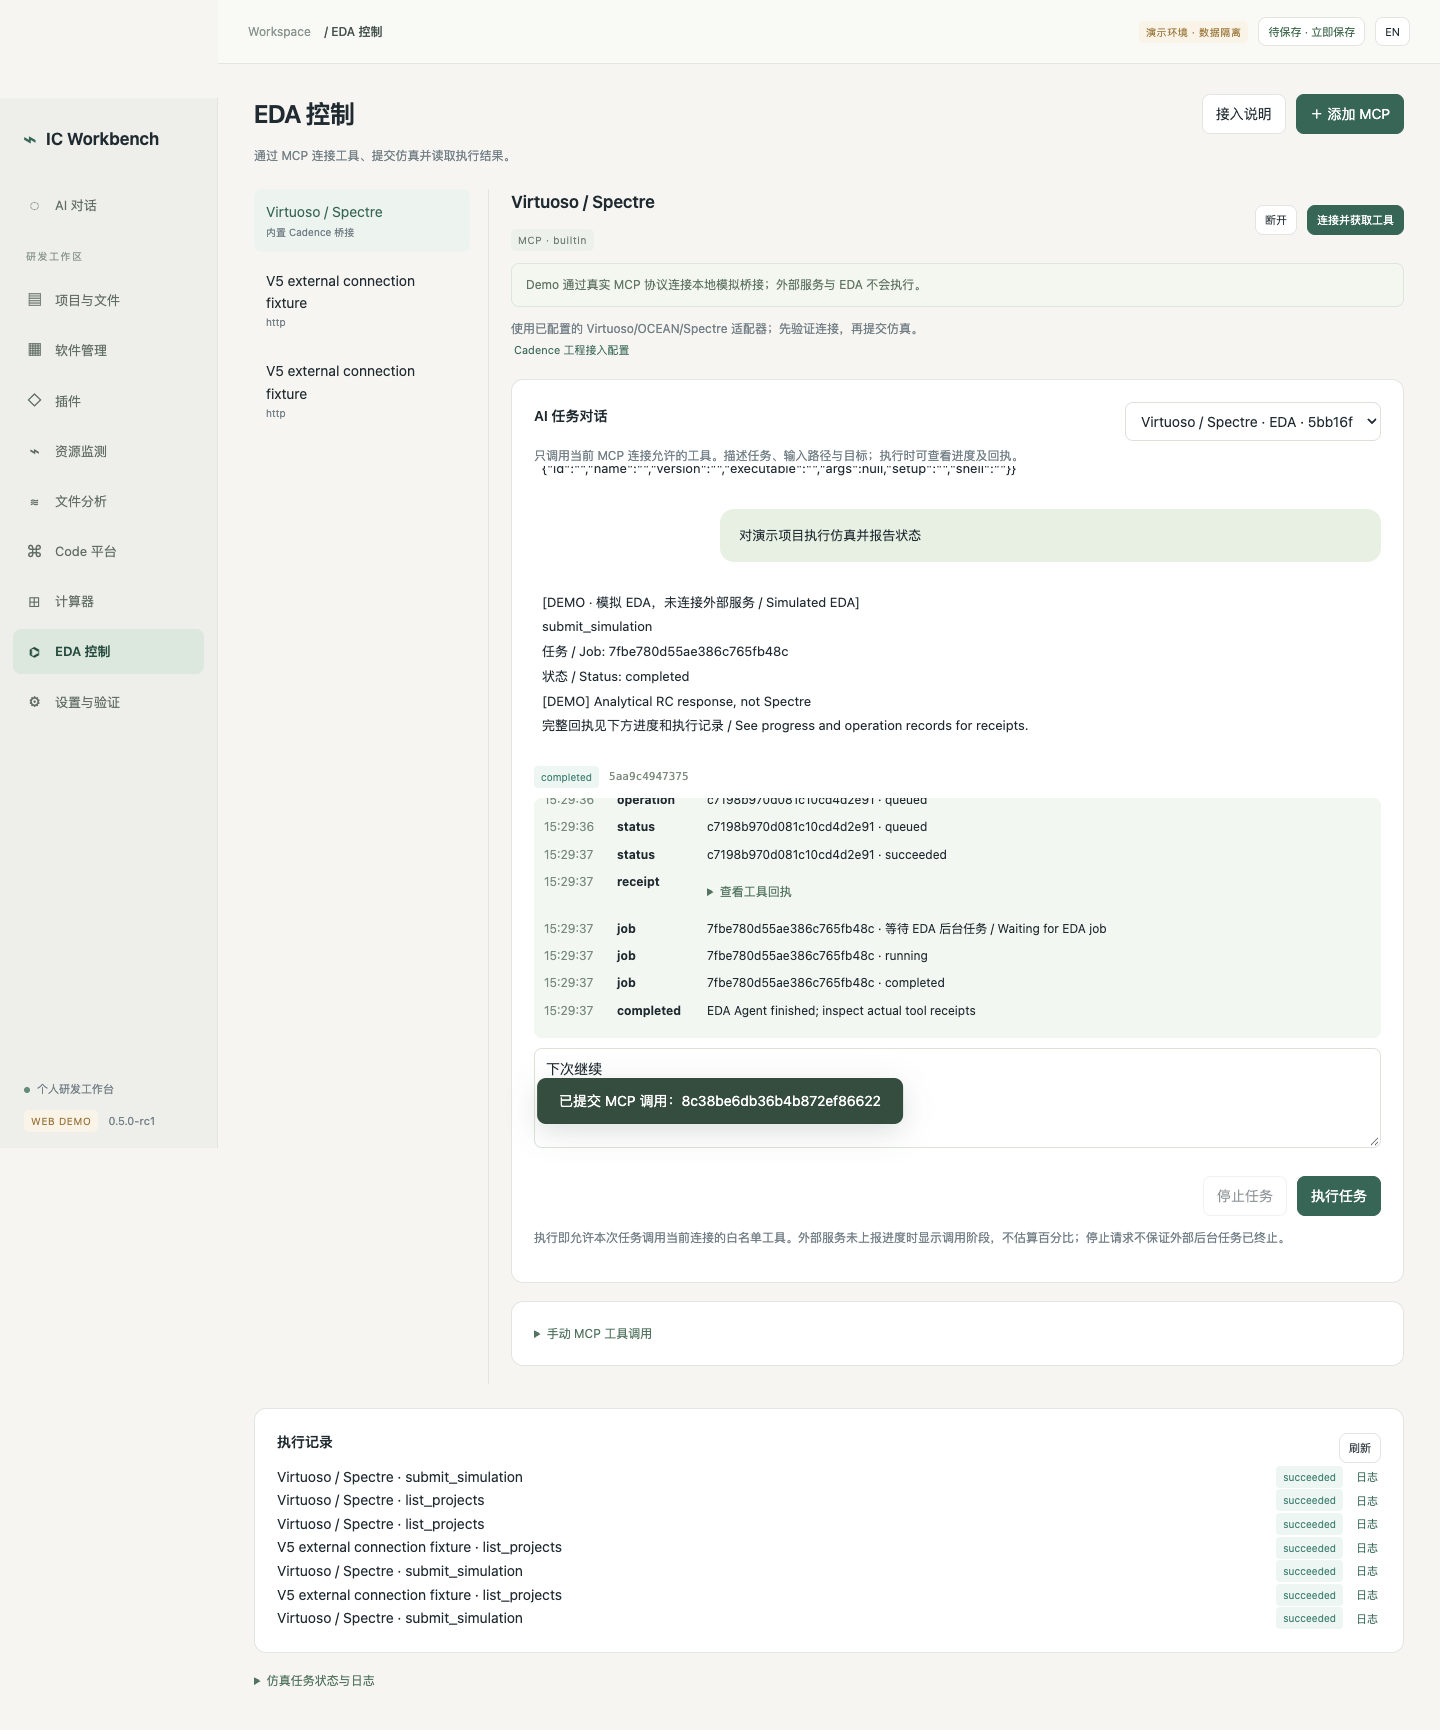 Workspace / EDA 控制
演示环境 · 数据隔离
待保存 · 立即保存
EN
IC Workbench
AI 对话
研发工作区
项目与文件
软件管理
插件
资源监测
文件分析
Code 平台
计算器
EDA 控制
设置与验证
个人研发工作台
WEB DEMO 0.5.0-rc1
EDA 控制
接入说明
+ 添加 MCP
通过 MCP 连接工具、提交仿真并读取执行结果。
Virtuoso / Spectre
内置 Cadence 桥接
V5 external connection
fixture
http
V5 external connection
fixture
http
Virtuoso / Spectre
MCP · builtin
断开
连接并获取工具
Demo 通过真实 MCP 协议连接本地模拟桥接；外部服务与 EDA 不会执行。
使用已配置的 Virtuoso/OCEAN/Spectre 适配器；先验证连接，再提交仿真。
Cadence 工程接入配置
AI 任务对话
Virtuoso / Spectre · EDA · 5bb16f
只调用当前 MCP 连接允许的工具。描述任务、输入路径与目标；执行时可查看进度及回执。
{"id":"","name":"","version":"","executable":"","args":null,"setup":"","shell":""}}
对演示项目执行仿真并报告状态
[DEMO · 模拟 EDA，未连接外部服务 / Simulated EDA]
submit_simulation
任务 / Job: 7fbe780d55ae386c765fb48c
状态 / Status: completed
[DEMO] Analytical RC response, not Spectre
完整回执见下方进度和执行记录 / See progress and operation records for receipts.
completed 5aa9c4947375
15:29:36 operation c7198b970d081c10cd4d2e91 · queued
15:29:36 status c7198b970d081c10cd4d2e91 · queued
15:29:37 status c7198b970d081c10cd4d2e91 · succeeded
15:29:37 receipt ▶ 查看工具回执
15:29:37 job 7fbe780d55ae386c765fb48c · 等待 EDA 后台任务 / Waiting for EDA job
15:29:37 job 7fbe780d55ae386c765fb48c · running
15:29:37 job 7fbe780d55ae386c765fb48c · completed
15:29:37 completed EDA Agent finished; inspect actual tool receipts
下次继续
已提交 MCP 调用：8c38be6db36b4b872ef86622
停止任务
执行任务
执行即允许本次任务调用当前连接的白名单工具。外部服务未上报进度时显示调用阶段，不估算百分比；停止请求不保证外部后台任务已终止。
▶ 手动 MCP 工具调用
执行记录
刷新
Virtuoso / Spectre · submit_simulation succeeded 日志
Virtuoso / Spectre · list_projects succeeded 日志
Virtuoso / Spectre · list_projects succeeded 日志
V5 external connection fixture · list_projects succeeded 日志
Virtuoso / Spectre · submit_simulation succeeded 日志
V5 external connection fixture · list_projects succeeded 日志
Virtuoso / Spectre · submit_simulation succeeded 日志
▶ 仿真任务状态与日志